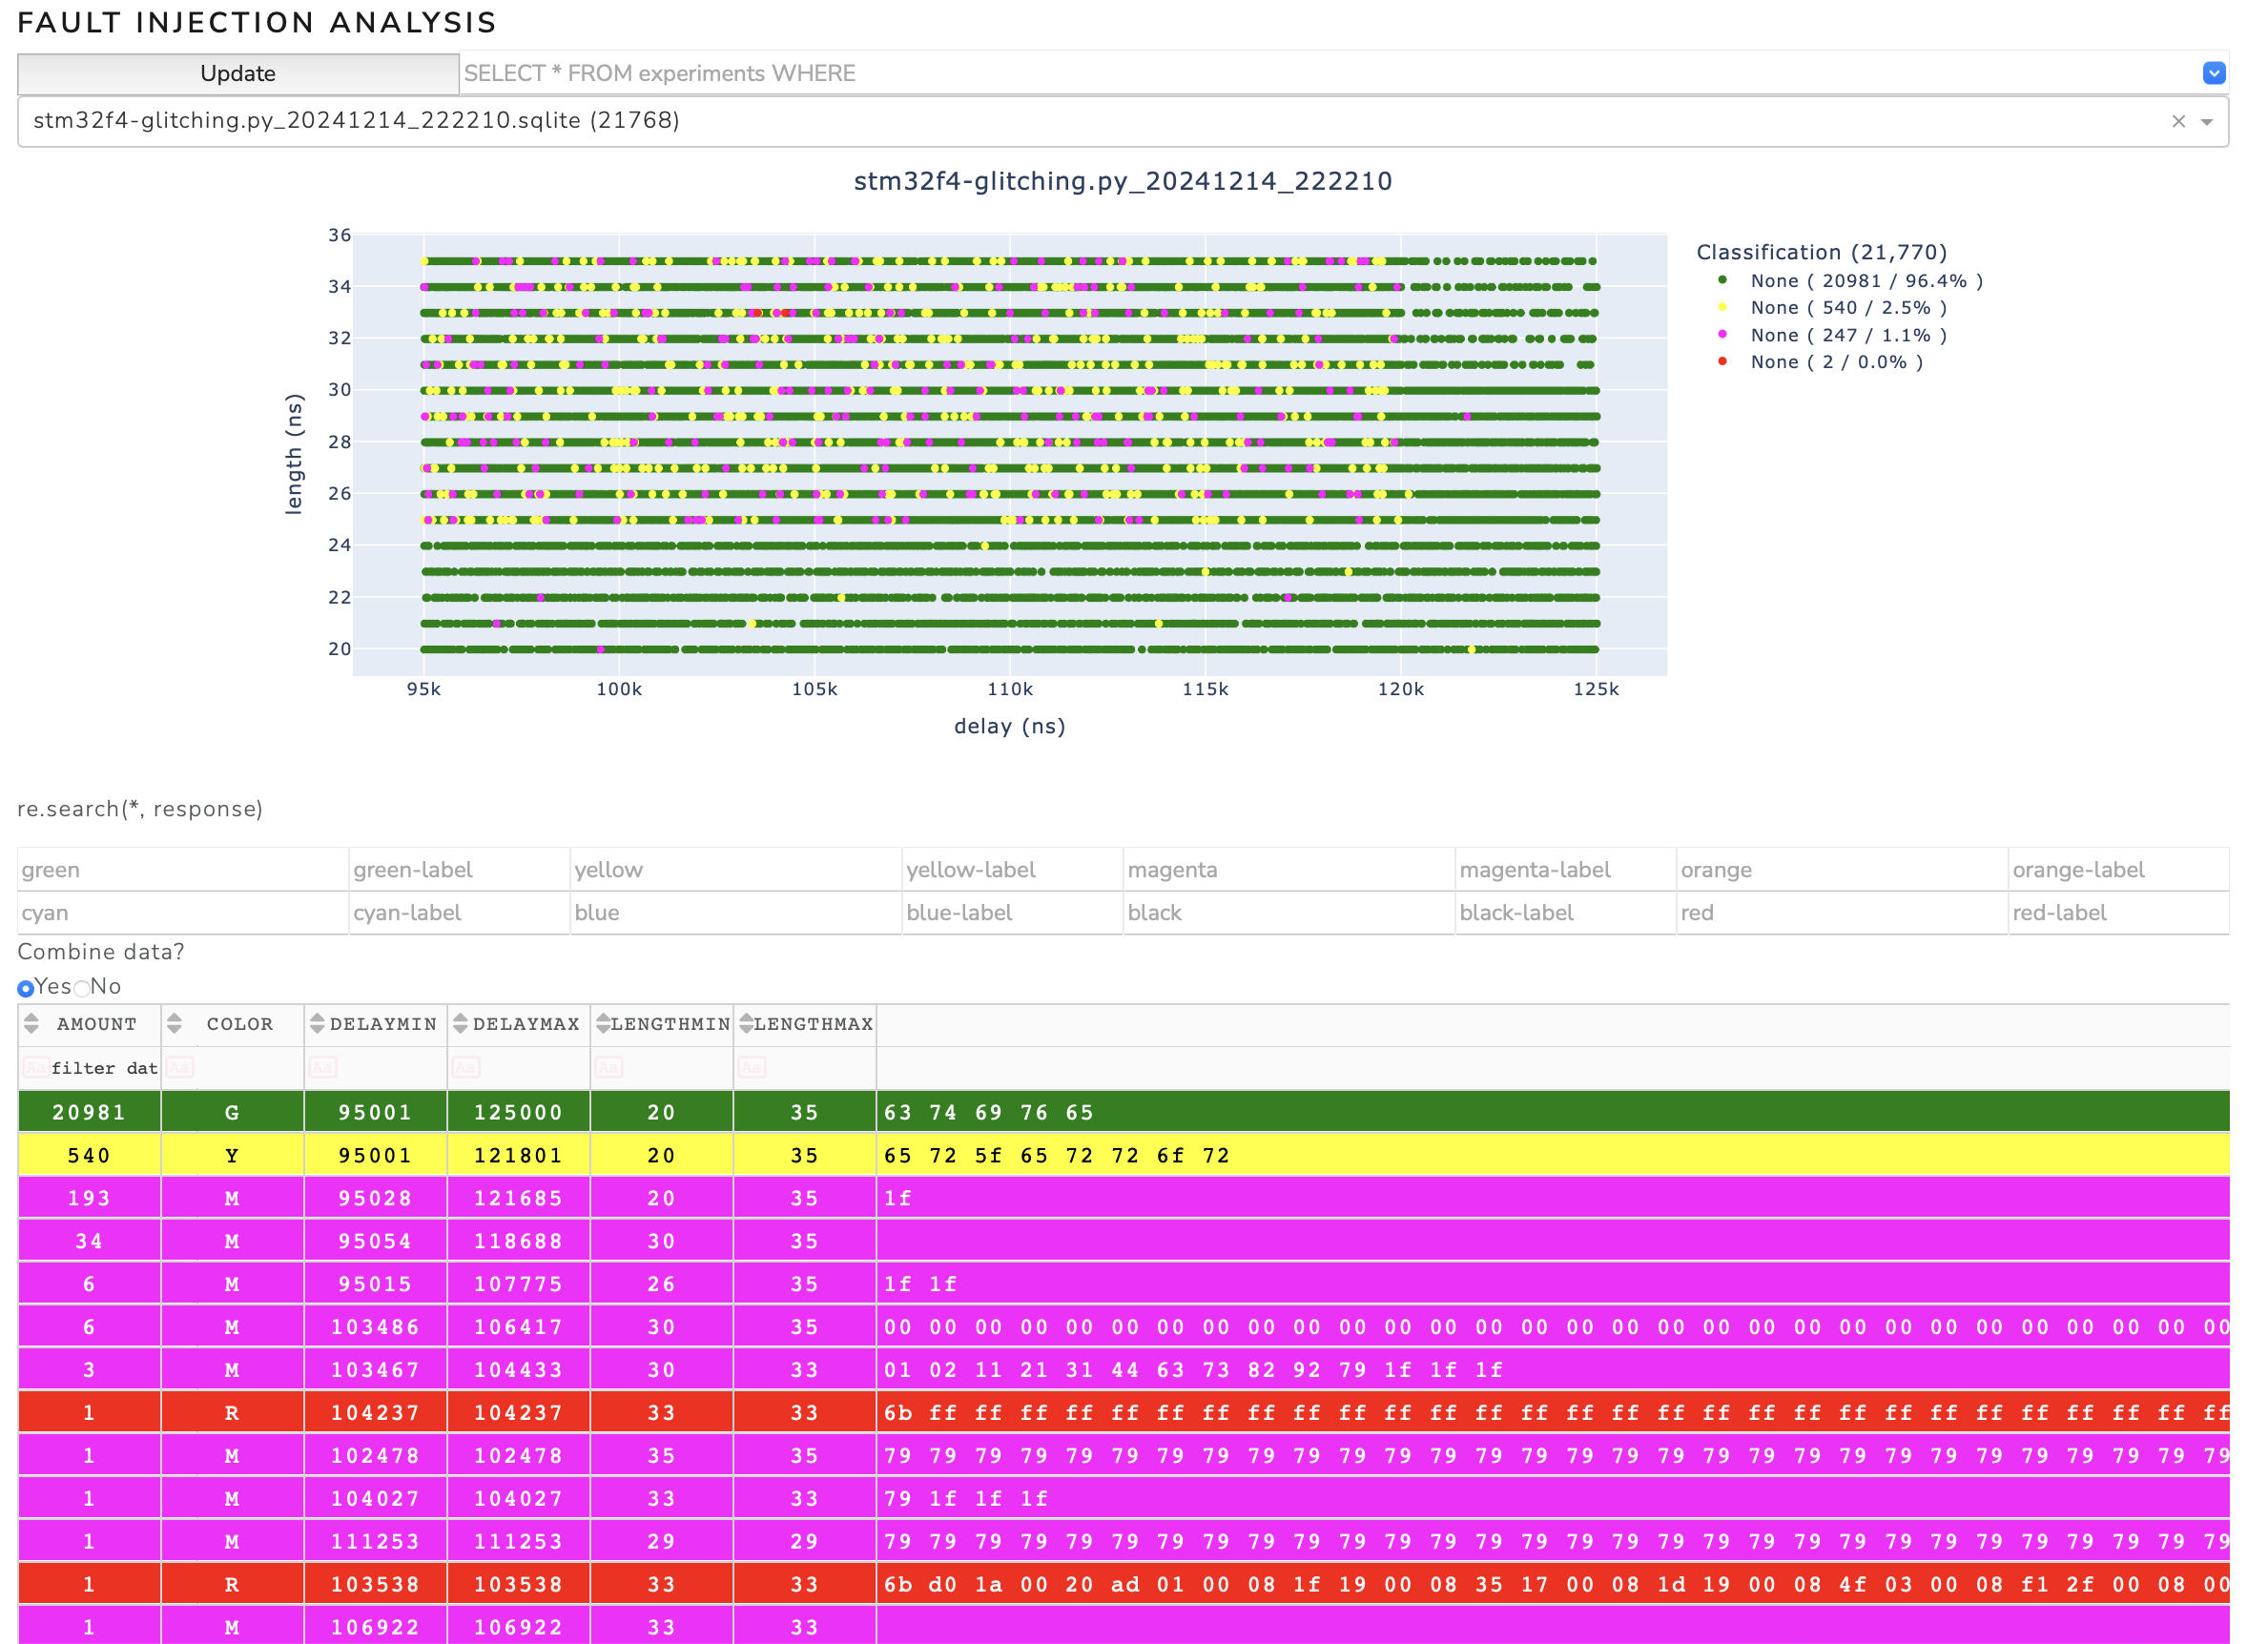 FAULT INJECTION ANALYSIS
Update SELECT * FROM experiments WHERE
stm32f4-glitching.py_20241214_222210.sqlite (21768)
stm32f4-glitching.py_20241214_222210
Classification (21,770)
None ( 20981 / 96.4% )
None ( 540 / 2.5% )
None ( 247 / 1.1% )
None ( 2 / 0.0% )
36
34
32
30
28
26
24
22
20
length (ns)
95k 100k 105k 110k 115k 120k 125k
delay (ns)
re.search(*, response)
green green-label yellow yellow-label magenta magenta-label orange orange-label
cyan cyan-label blue blue-label black black-label red red-label
Combine data?
Yes No
AMOUNT COLOR DELAYMIN DELAYMAX LENGTHMIN LENGTHMAX
Aa filter dat Aa Aa Aa Aa Aa
20981 G 95001 125000 20 35 63 74 69 76 65
540 Y 95001 121801 20 35 65 72 5f 65 72 72 6f 72
193 M 95028 121685 20 35 1f
34 M 95054 118688 30 35
6 M 95015 107775 26 35 1f 1f
6 M 103486 106417 30 35 00 00 00 00 00 00 00 00 00 00 00 00 00 00 00 00 00 00 00 00 00 00 00 00 00 00 00 00 00 00
3 M 103467 104433 30 33 01 02 11 21 31 44 63 73 82 92 79 1f 1f 1f
1 R 104237 104237 33 33 6b ff ff ff ff ff ff ff ff ff ff ff ff ff ff ff ff ff ff ff ff ff ff ff ff ff ff ff ff ff
1 M 102478 102478 35 35 79 79 79 79 79 79 79 79 79 79 79 79 79 79 79 79 79 79 79 79 79 79 79 79 79 79 79 79 79 79
1 M 104027 104027 33 33 79 1f 1f 1f
1 M 111253 111253 29 29 79 79 79 79 79 79 79 79 79 79 79 79 79 79 79 79 79 79 79 79 79 79 79 79 79 79 79 79 79 79
1 R 103538 103538 33 33 6b d0 1a 00 20 ad 01 00 08 1f 19 00 08 35 17 00 08 1d 19 00 08 4f 03 00 08 f1 2f 00 08 00
1 M 106922 106922 33 33